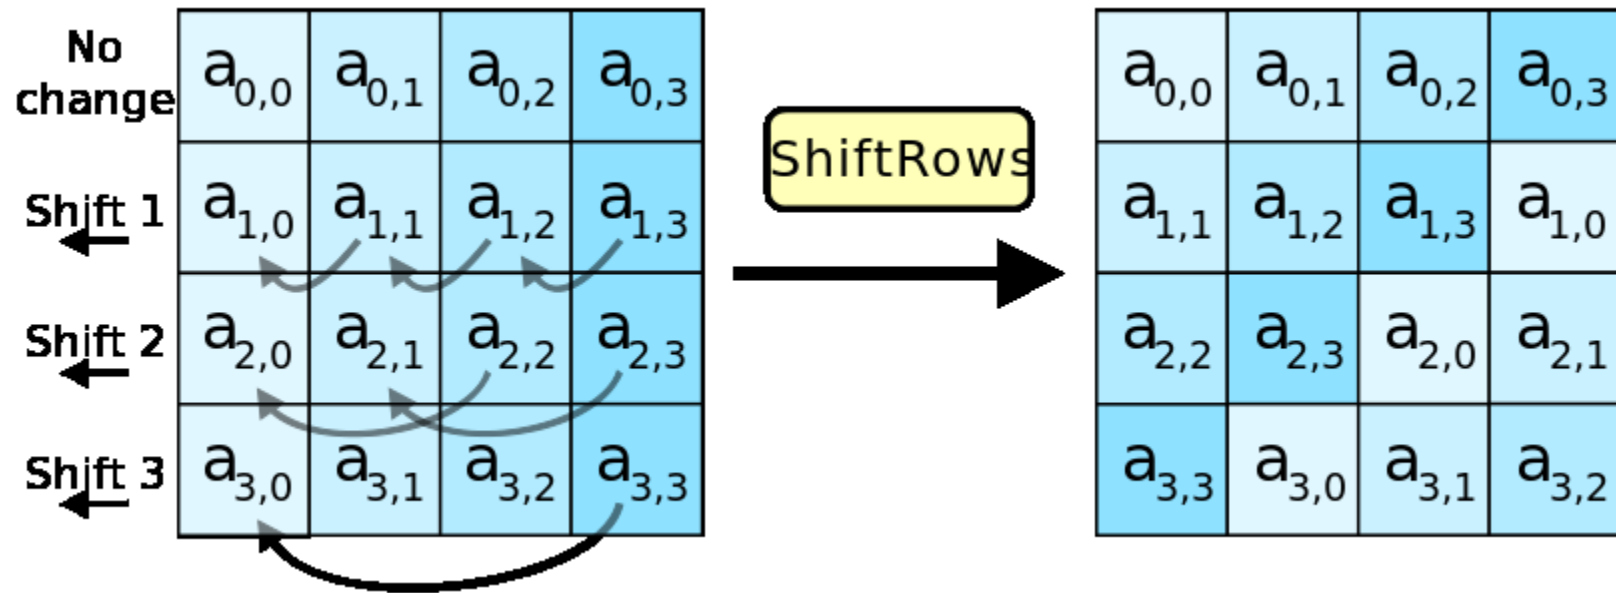 No
change
a0,0 a0,1 a0,2 a0,3
Shift 1
a1,0 a1,1 a1,2 a1,3
Shift 2
a2,0 a2,1 a2,2 a2,3
Shift 3
a3,0 a3,1 a3,2 a3,3
ShiftRows
a0,0 a0,1 a0,2 a0,3
a1,1 a1,2 a1,3 a1,0
a2,2 a2,3 a2,0 a2,1
a3,3 a3,0 a3,1 a3,2